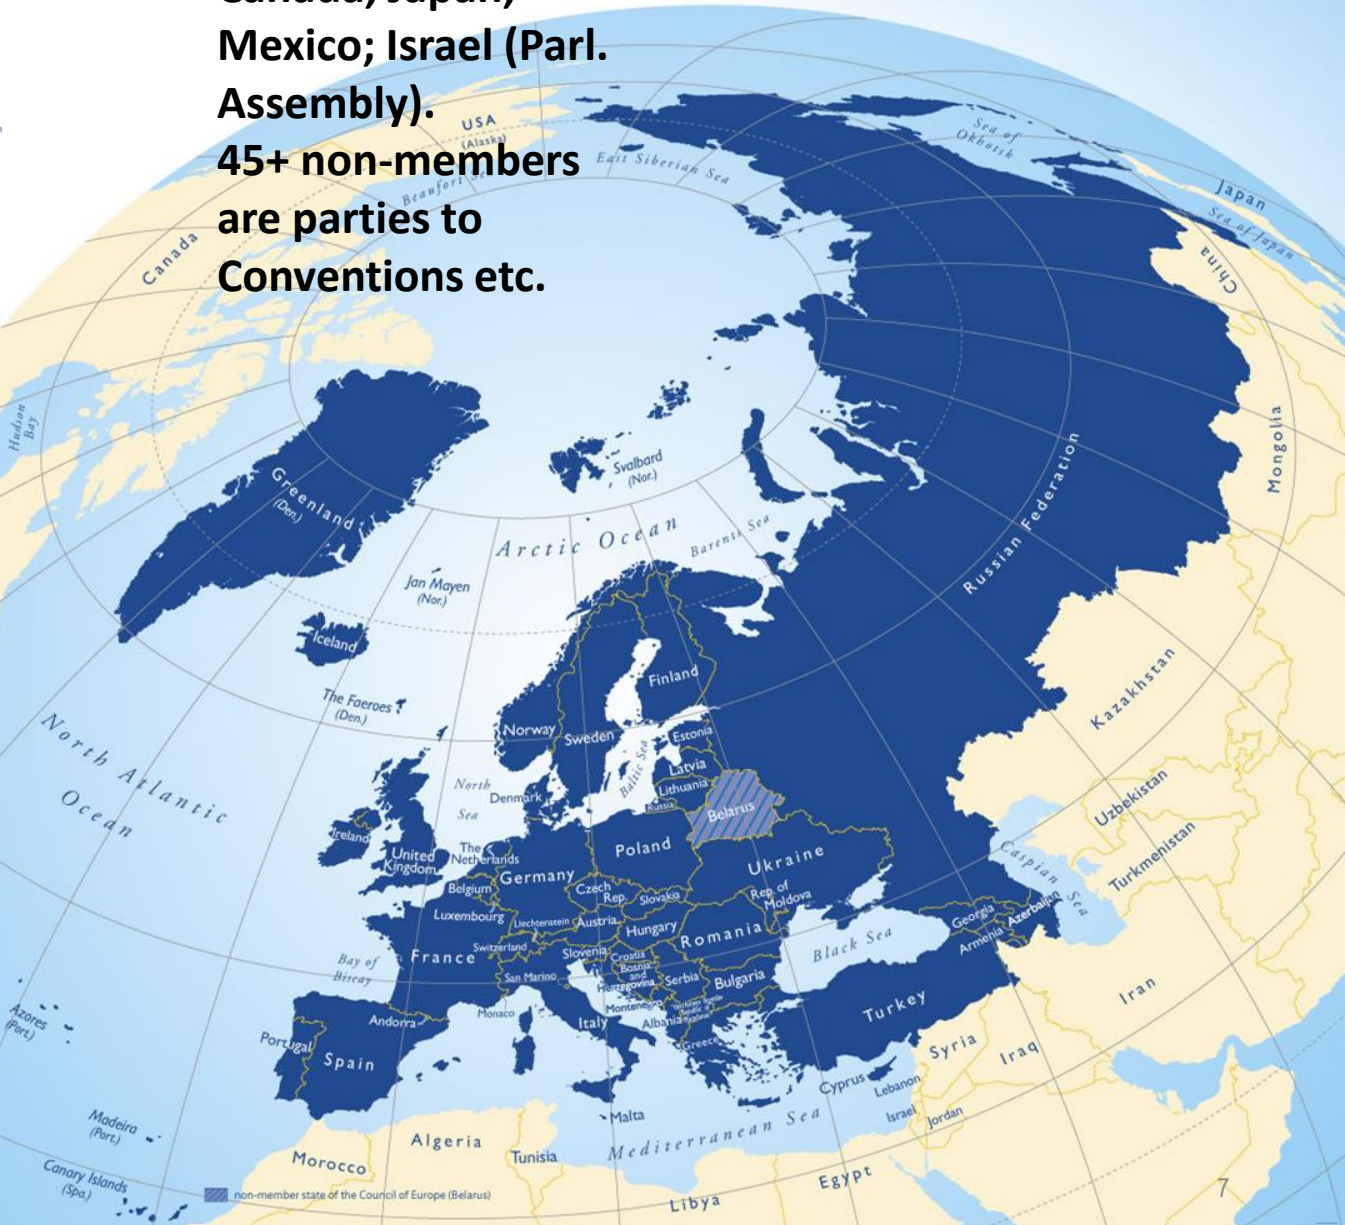 Canada, Japan,
Mexico; Israel (Parl.
Assembly).
45+ non-members
are parties to
Conventions etc.
USA
(Alaska)
Beaufort
East Siberian Sea
Sea of
Okhotsk
Japan
Sea of Japan
China
Canada
Hudson
Bay
Mongolia
Greenland
(Den.)
Svalbard
(Nor.)
Russian Federation
Arctic Ocean
Barents Sea
Jan Mayen
(Nor.)
Iceland
The Faeroes
(Den.)
Finland
Kazakhstan
North Atlantic
Ocean
Norway
Sweden
Estonia
Baltic Sea
Latvia
North
Sea
Denmark
Lithuania
Russia
Belarus
Uzbekistan
Ireland
United
Kingdom
The
Netherlands
Poland
Ukraine
Turkmenistan
Caspian Sea
Belgium
Germany
Czech
Rep.
Slovakia
Rep. of
Moldova
Luxembourg
Liechtenstein
Austria
Hungary
Romania
Georgia
Azerbaijan
Armenia
Black Sea
Bay of
Biscay
France
Switzerland
Slovenia
Croatia
San Marino
Bosnia
and
Herzegovina
Serbia
Bulgaria
Iran
Monaco
Montenegro
Azores
(Port.)
Andorra
Italy
Albania
Turkey
Portugal
Spain
Greece
Syria
Iraq
Cyprus
Lebanon
Malta
Mediterranean Sea
Israel
Jordan
Madeira
(Port.)
Algeria
Tunisia
Morocco
Canary Islands
(Spa.)
Egypt
Libya
non-member state of the Council of Europe (Belarus)
7